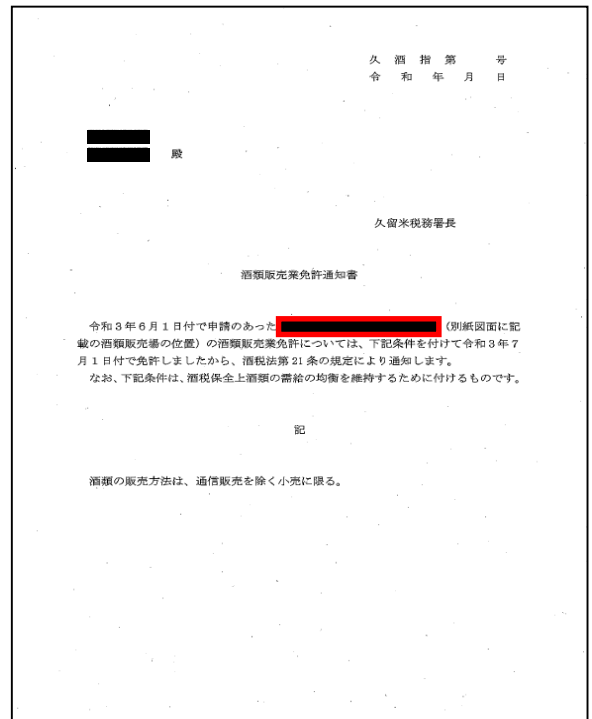 久酒指第　　号
令和年月日
殿
久留米税務署長
酒類販売業免許通知書
令和3年6月1日付で申請のあった（別紙図面に記
載の酒類販売場の位置）の酒類販売業免許については、下記条件を付けて令和3年7
月1日付で免許しましたから、酒税法第21条の規定により通知します。
なお、下記条件は、酒税保全上酒類の需給の均衡を維持するために付けるものです。
記
酒類の販売方法は、通信販売を除く小売に限る。